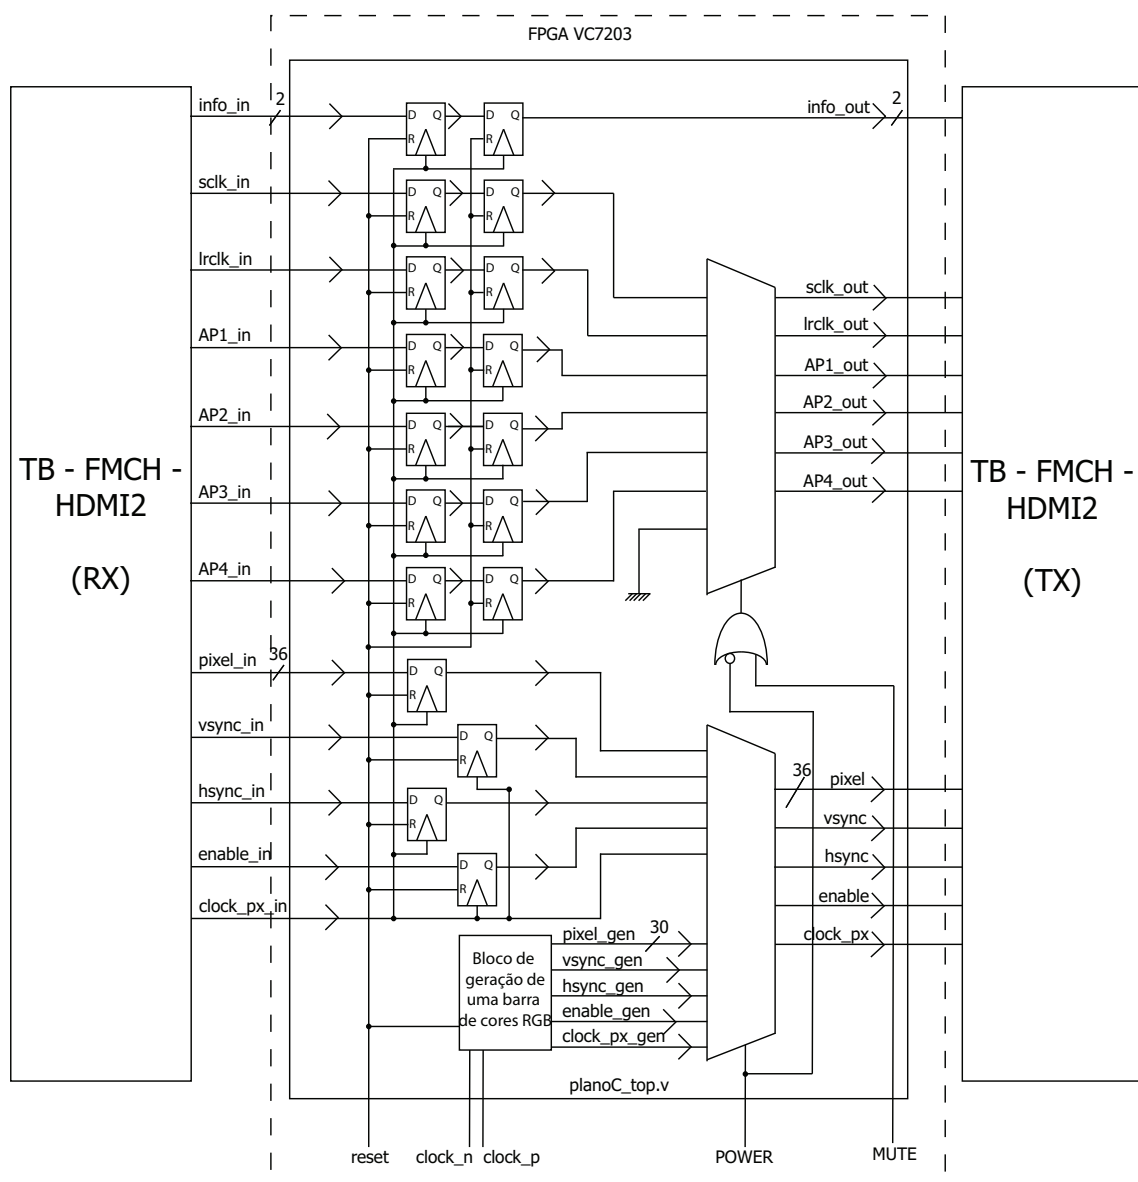 FPGA VC7203
info_in
2
info_out
2
D Q
R
D Q
R
sclk_in
D Q
R
D Q
R
lrclk_in
D Q
R
D Q
R
sclk_out
lrclk_out
AP1_in
D Q
R
D Q
R
AP1_out
AP2_in
D Q
R
D Q
R
AP2_out
AP3_out
TB - FMCH -
HDMI2
(RX)
AP3_in
D Q
R
D Q
R
AP4_out
TB - FMCH -
HDMI2
(TX)
AP4_in
D Q
R
D Q
R
pixel_in
36
D Q
R
vsync_in
D Q
R
36
pixel
hsync_in
D Q
R
vsync
enable_in
D Q
R
hsync
clock_px_in
enable
clock_px
Bloco de
geração de
uma barra
de cores RGB
pixel_gen
30
vsync_gen
hsync_gen
enable_gen
clock_px_gen
planoC_top.v
reset
clock_n
clock_p
POWER
MUTE